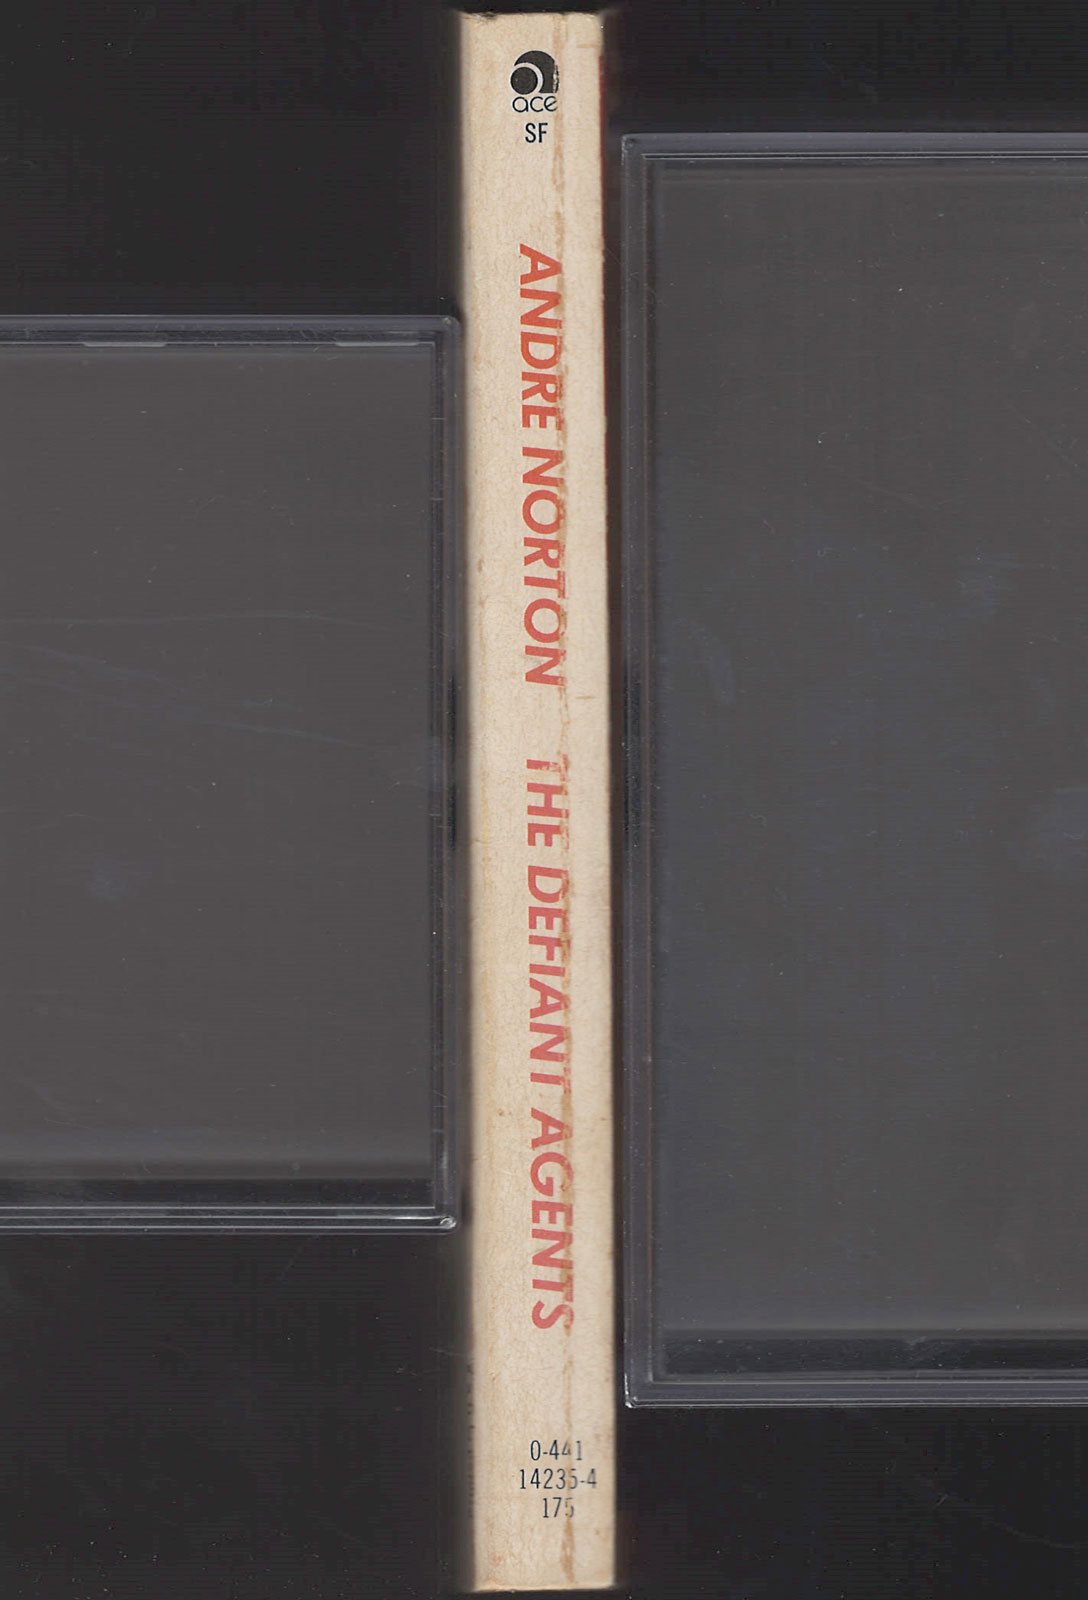 ace
SF
ANDRE NORTON THE DEFIANT AGENTS
0-441
14235-4
175